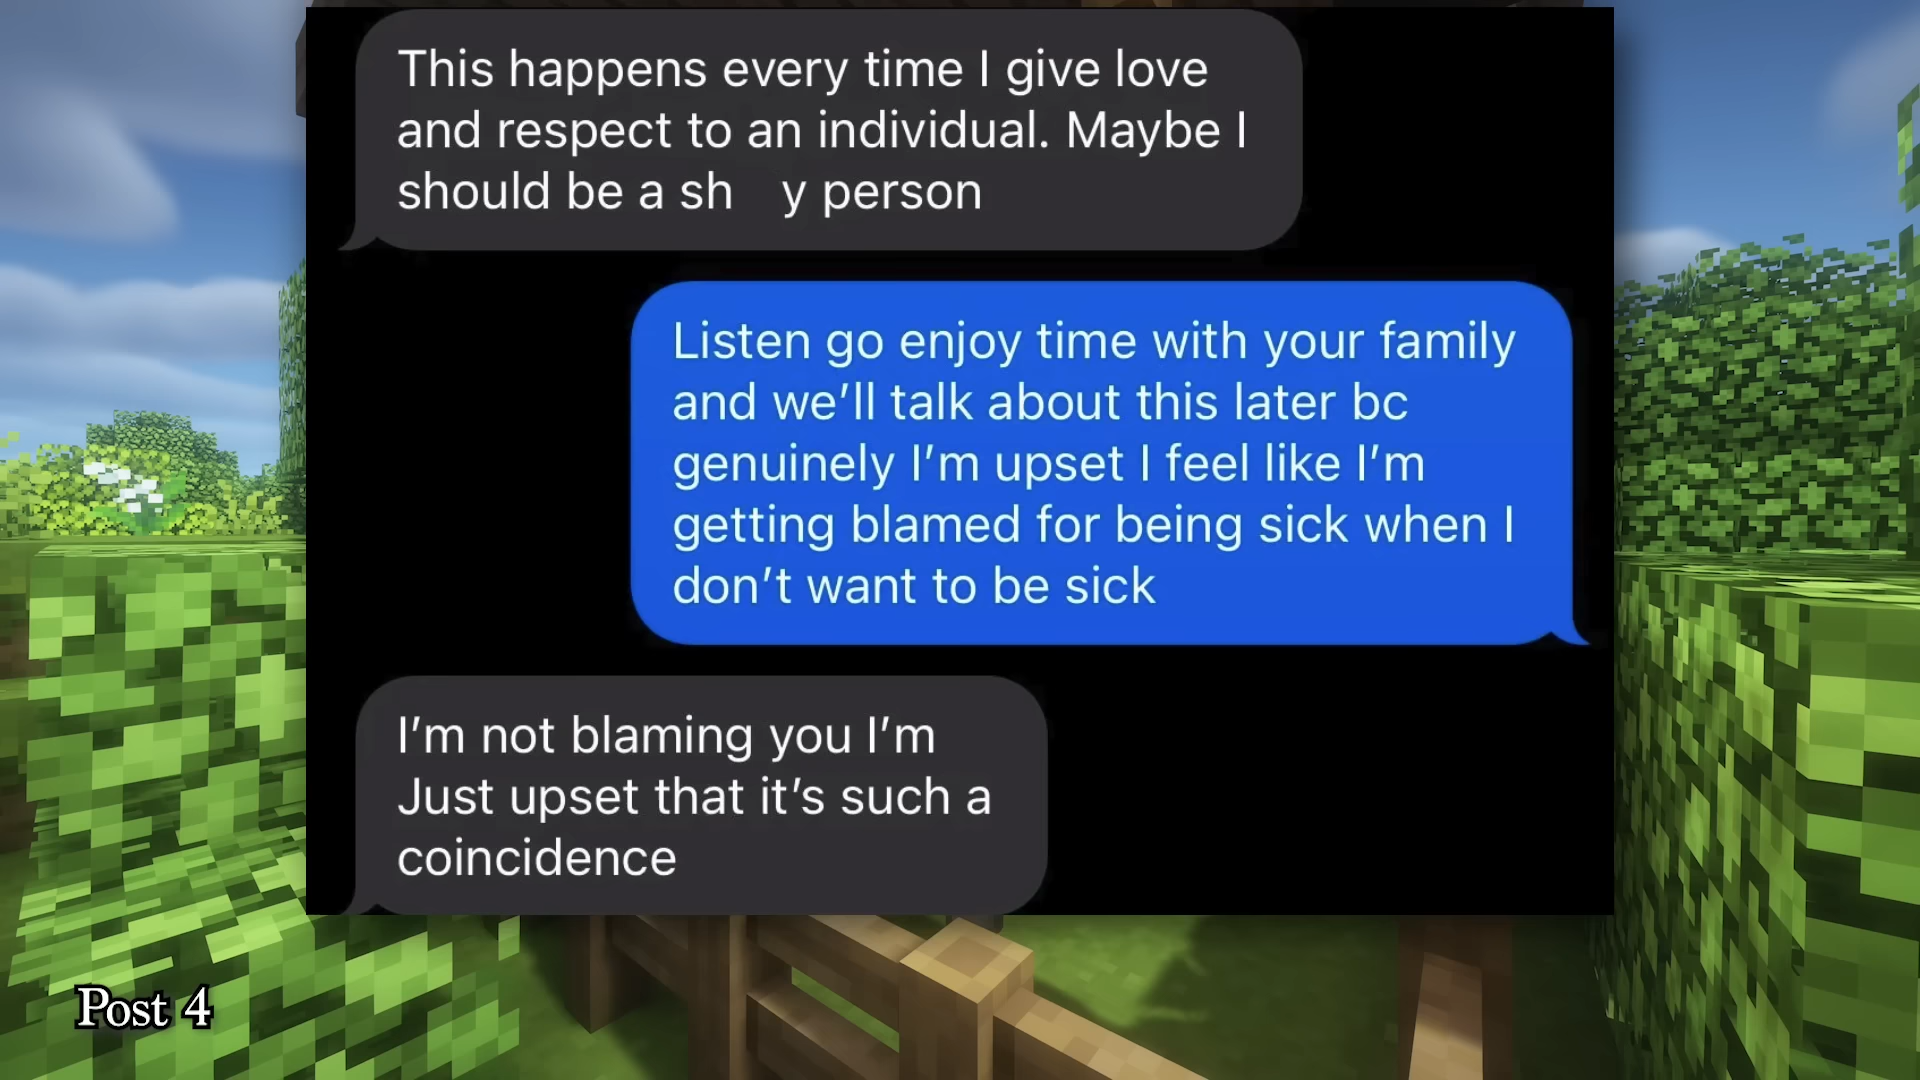 This happens every time I give love
and respect to an individual. Maybe I
should be a sh y person
Listen go enjoy time with your family
and we'll talk about this later bc
genuinely I'm upset I feel like I'm
getting blamed for being sick when I
don't want to be sick
I'm not blaming you I'm
Just upset that it's such a
coincidence
Post 4